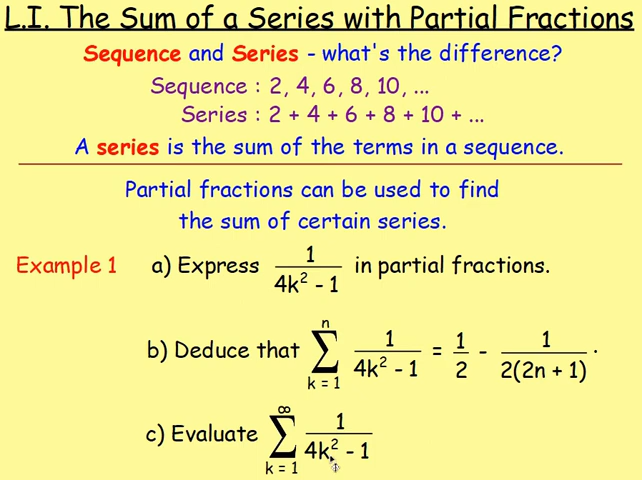 L.I. The Sum of a Series with Partial Fractions
Sequence and Series - what's the difference?
Sequence : 2, 4, 6, 8, 10, ...
Series : 2 + 4 + 6 + 8 + 10 + ...
A series is the sum of the terms in a sequence.
Partial fractions can be used to find
the sum of certain series.
Example 1 a) Express 1/(4k² - 1) in partial fractions.
b) Deduce that ∑_{k = 1}^{n} 1/(4k² - 1) = 1/2 - 1/(2(2n + 1)) .
c) Evaluate ∑_{k = 1}^{∞} 1/(4k² - 1)